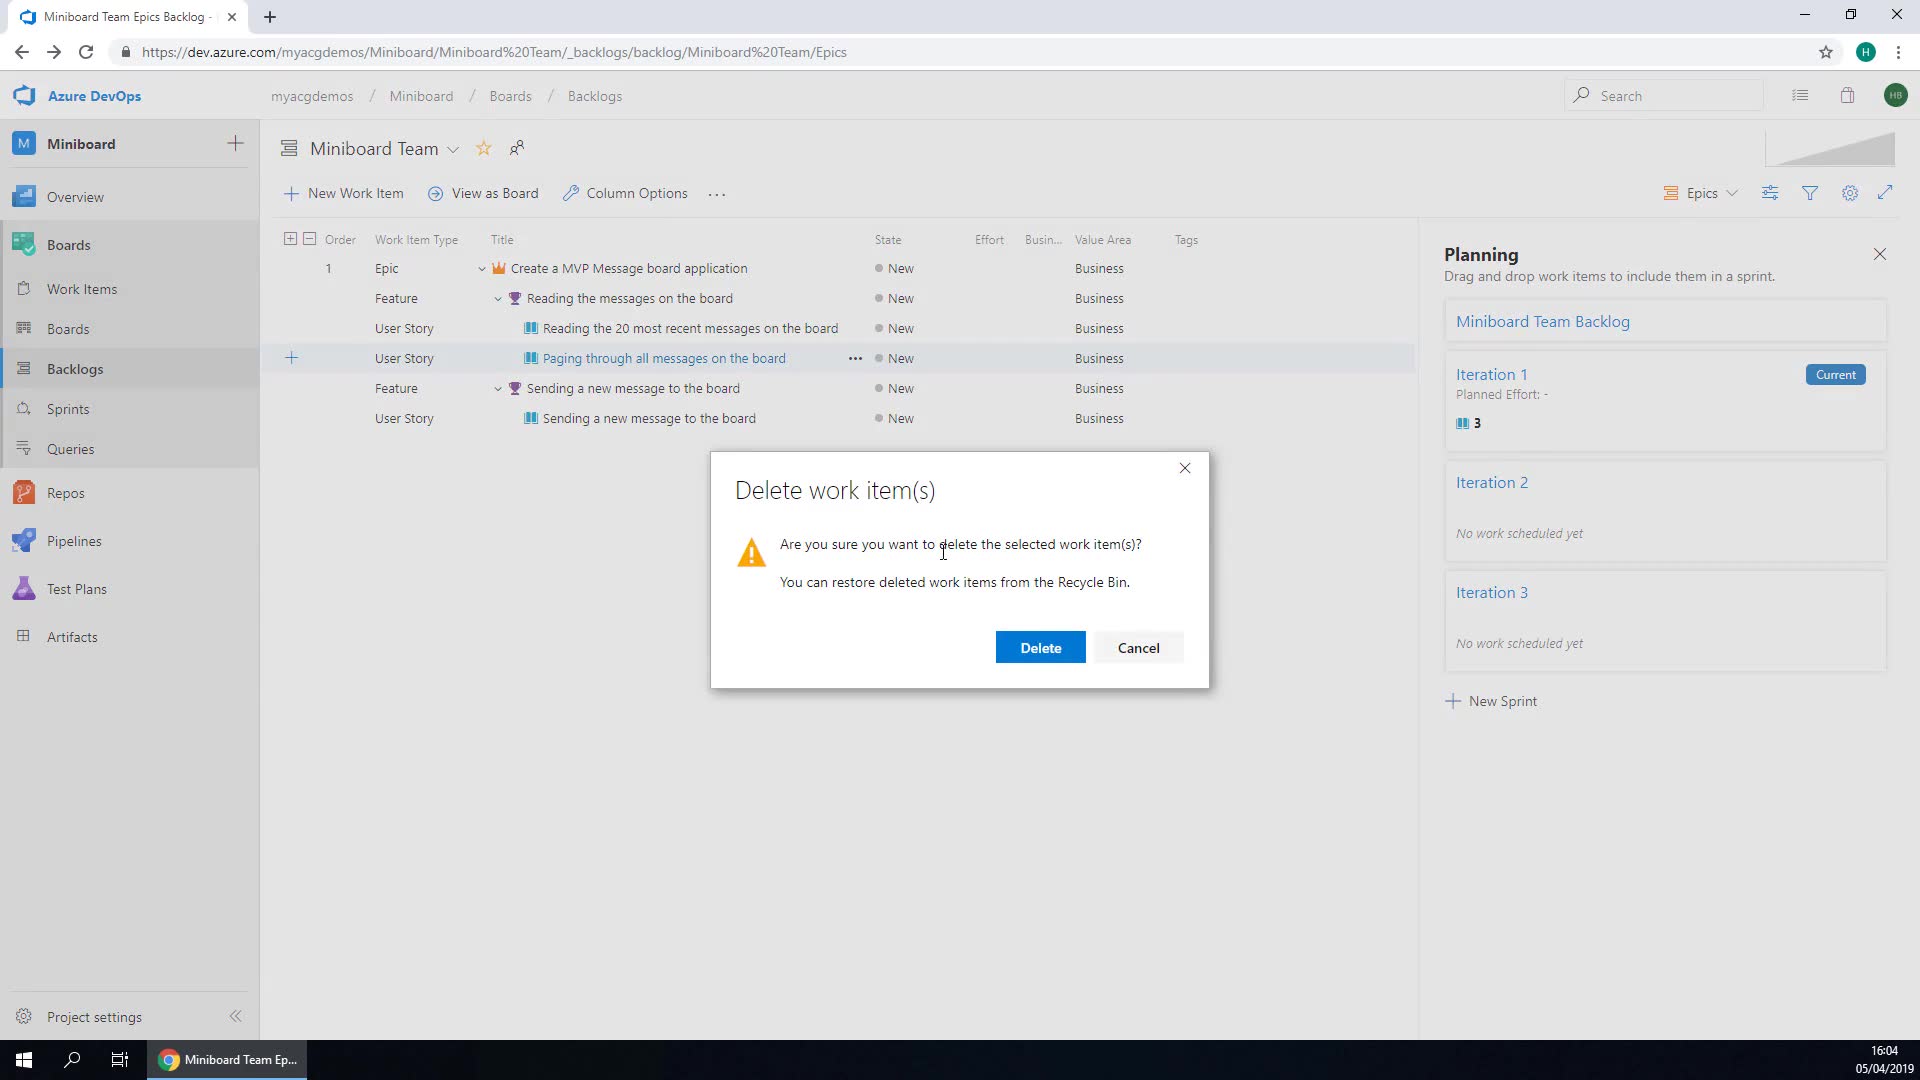 Miniboard Team Epics Backlog -
https://dev.azure.com/myacgdemos/Miniboard/Miniboard%20Team/_backlogs/backlog/Miniboard%20Team/Epics
H
Azure DevOps
myacgdemos / Miniboard / Boards / Backlogs
Search
HB
M Miniboard
Overview
Boards
Work Items
Boards
Backlogs
Sprints
Queries
Repos
Pipelines
Test Plans
Artifacts
Project settings
Miniboard Team
New Work Item View as Board Column Options ...
Epics
Order Work Item Type Title State Effort Busin... Value Area Tags
1 Epic Create a MVP Message board application New Business
Feature Reading the messages on the board New Business
User Story Reading the 20 most recent messages on the board New Business
User Story Paging through all messages on the board ... New Business
Feature Sending a new message to the board New Business
User Story Sending a new message to the board New Business
Delete work item(s)
Are you sure you want to delete the selected work item(s)?
You can restore deleted work items from the Recycle Bin.
Delete Cancel
Planning
Drag and drop work items to include them in a sprint.
Miniboard Team Backlog
Iteration 1 Current
Planned Effort: -
3
Iteration 2
No work scheduled yet
Iteration 3
No work scheduled yet
New Sprint
Miniboard Team Ep...
16:04
05/04/2019